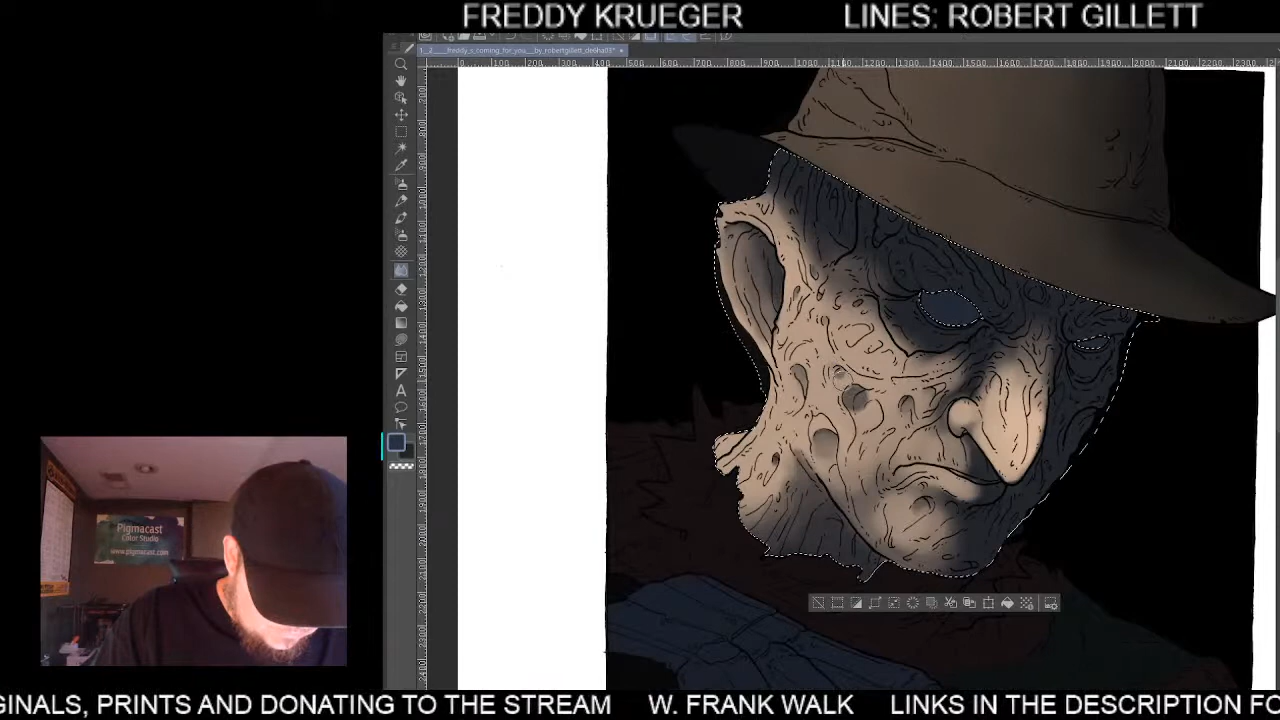 FREDDY KRUEGER LINES: ROBERT GILLETT
1_2___freddy_s_coming_for_you__by_robertgillett_de6ha03*
Pigmacast
Color Studio
www.pigmacast.com
GINALS, PRINTS AND DONATING TO THE STREAM W. FRANK WALK LINKS IN THE DESCRIPTION FO